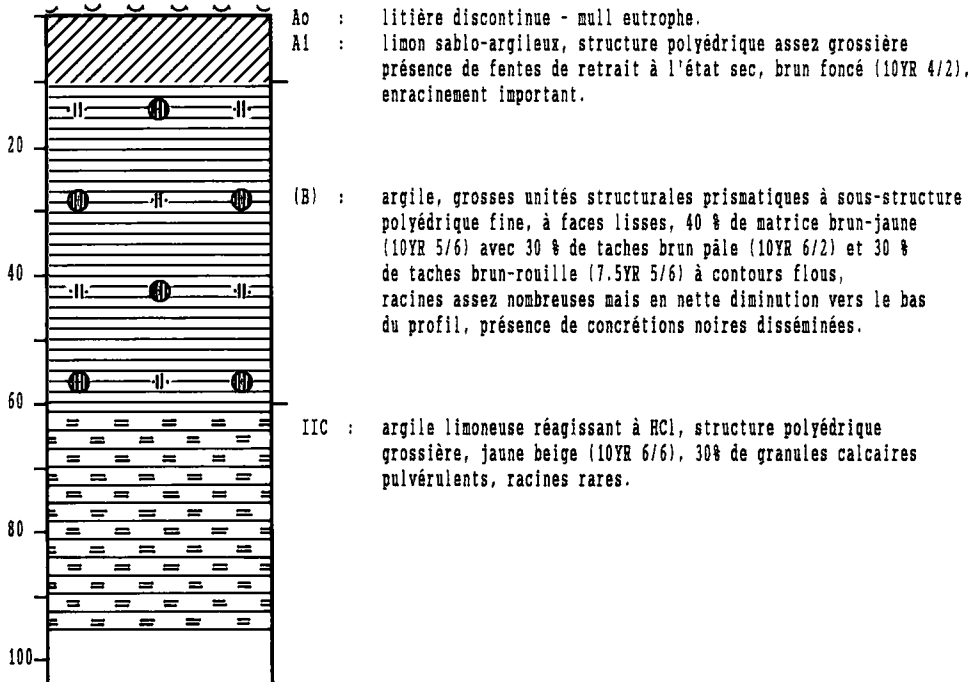 Ao : litière discontinue - mull eutrophe.
A1 : limon sablo-argileux, structure polyédrique assez grossière
présence de fentes de retrait à l'état sec, brun foncé (10YR 4/2),
enracinement important.
20
(B) : argile, grosses unités structurales prismatiques à sous-structure
polyédrique fine, à faces lisses, 40 % de matrice brun-jaune
(10YR 5/6) avec 30 % de taches brun pâle (10YR 6/2) et 30 %
de taches brun-rouille (7.5YR 5/6) à contours flous,
racines assez nombreuses mais en nette diminution vers le bas
du profil, présence de concrétions noires disséminées.
40
60
IIC : argile limoneuse réagissant à HCl, structure polyédrique
grossière, jaune beige (10YR 6/6), 30% de granules calcaires
pulvérulents, racines rares.
80
100